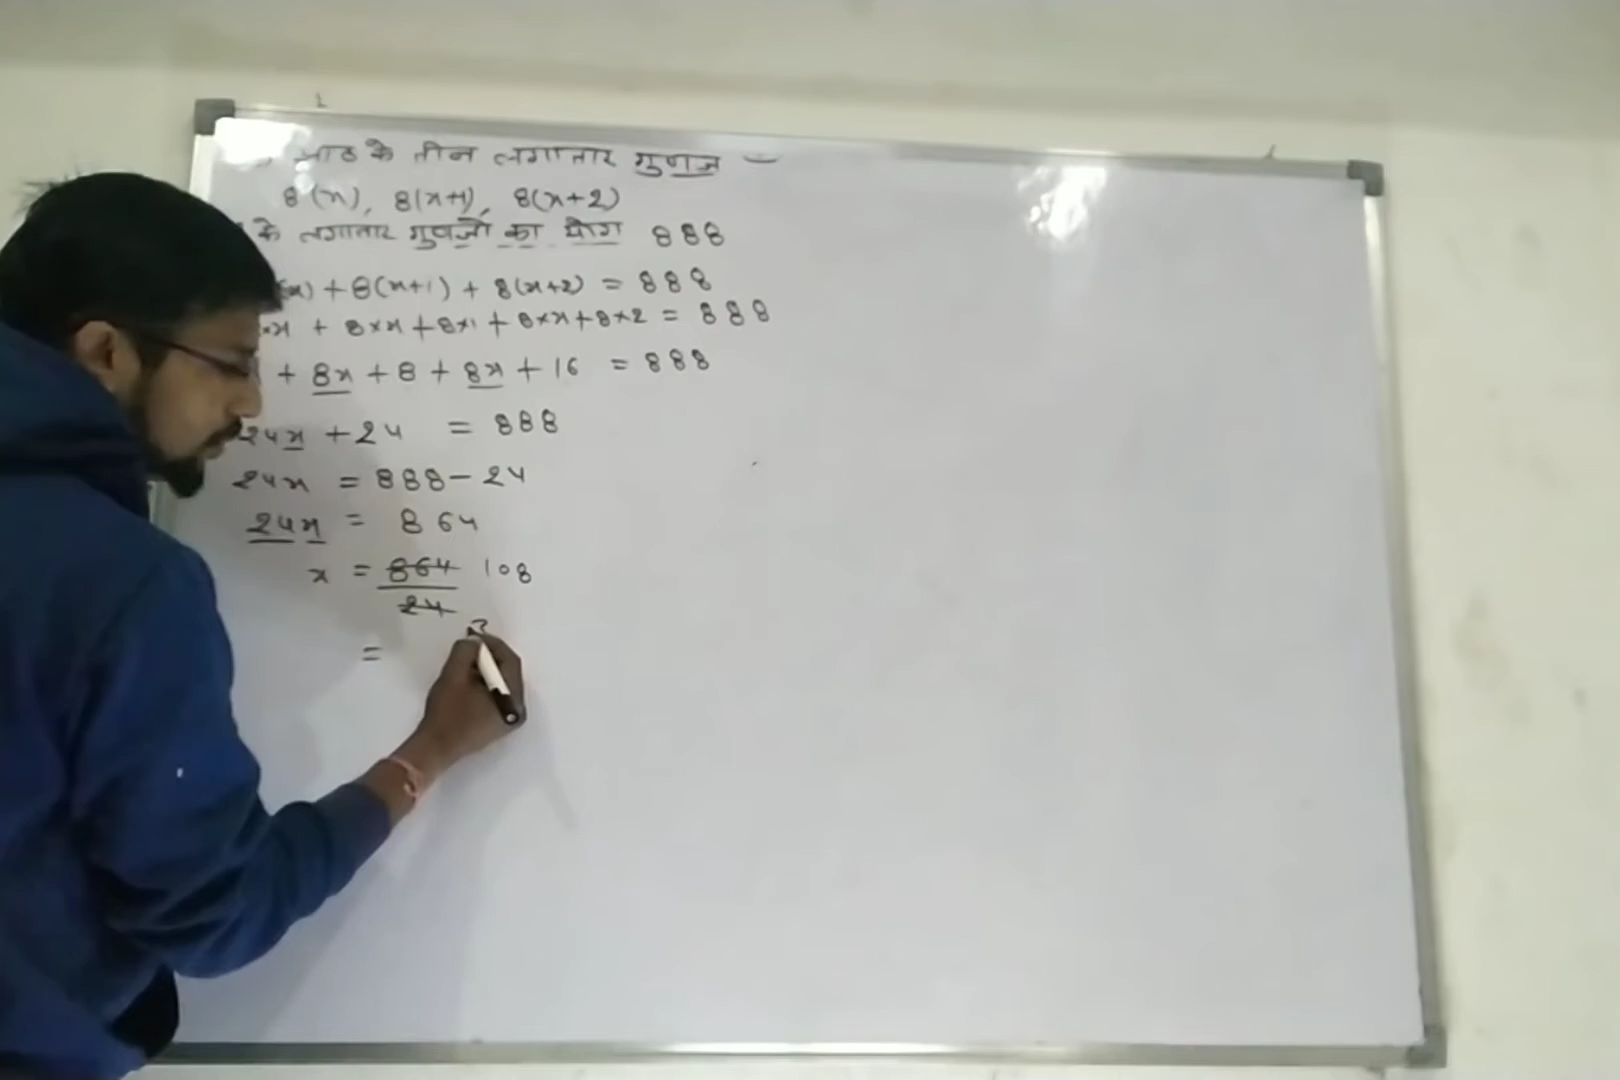 आठ के तीन लगातार गुणज -
8(x), 8(x+1), 8(x+2)
के लगातार गुणजों का योग 888
(x) + 8(x+1) + 8(x+2) = 888
×x + 8×x + 8×1 + 8×x + 8×2 = 888
+ 8x + 8 + 8x + 16 = 888
24x + 24 = 888
24x = 888 - 24
24x = 864
x = 864/24 108
3
=